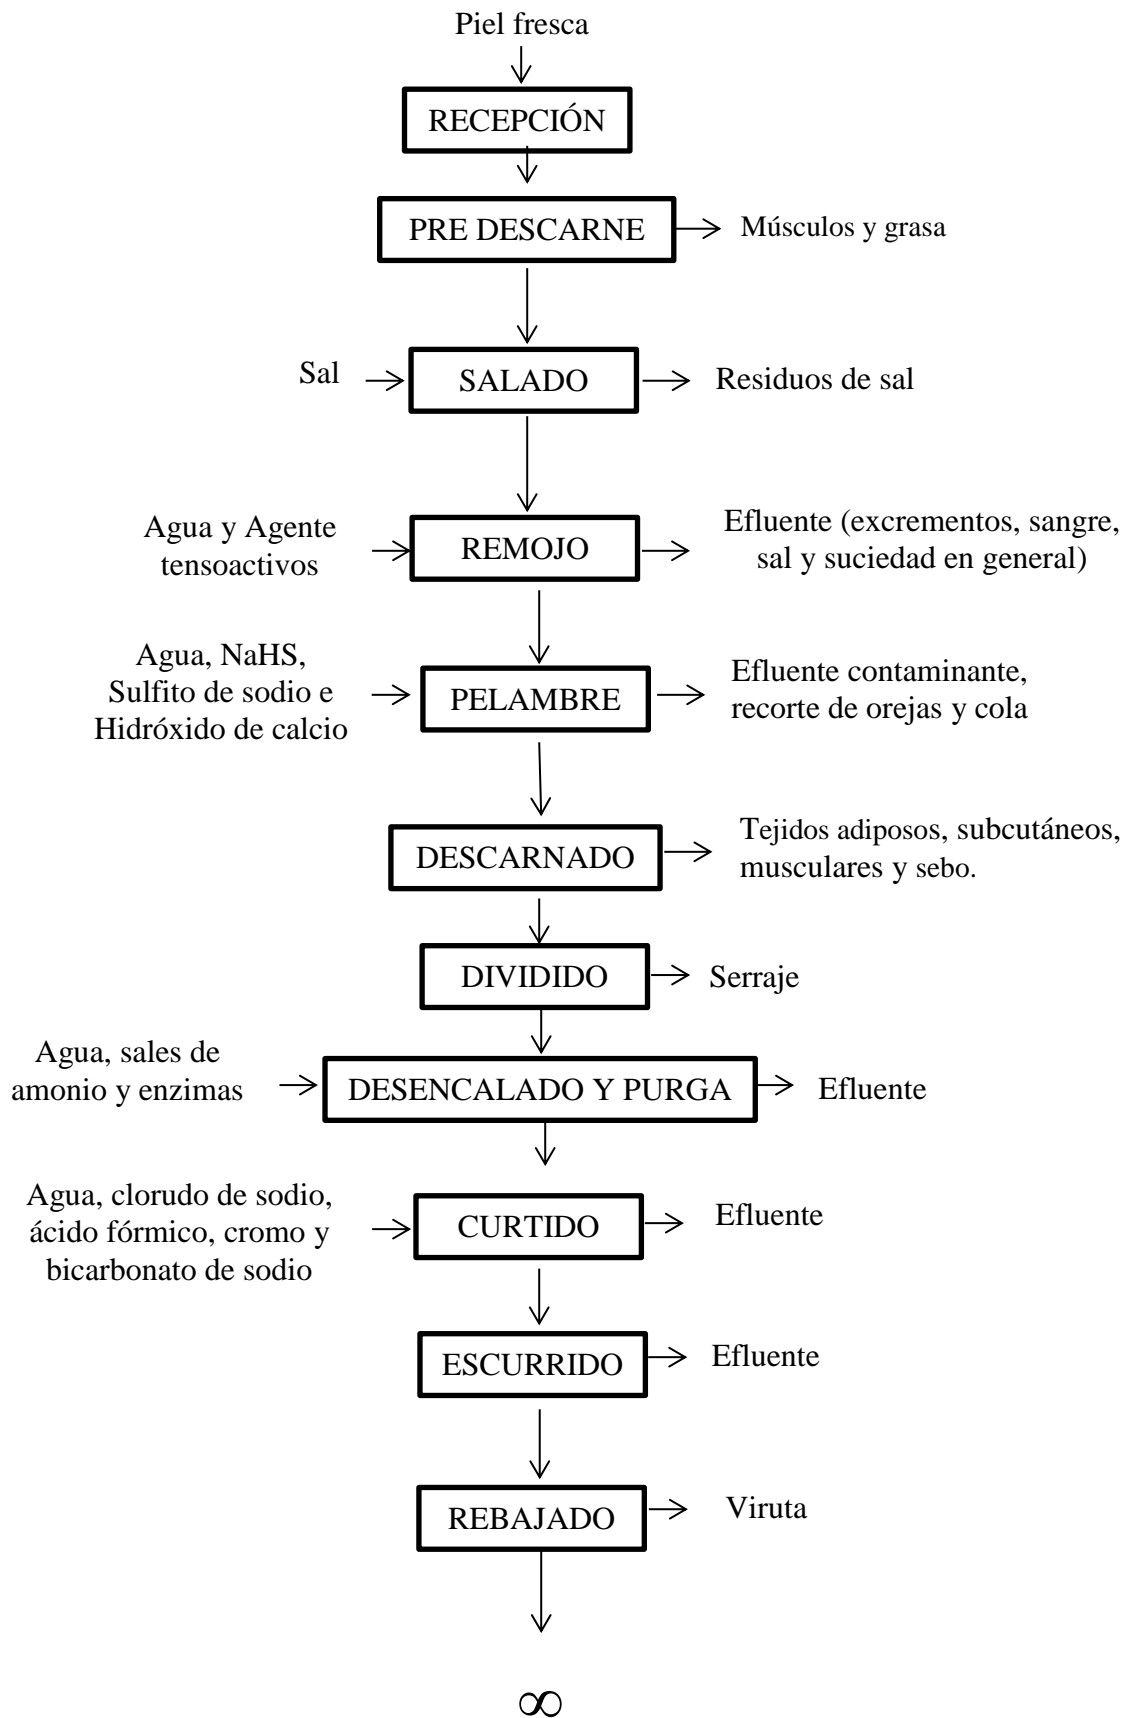 Piel fresca
RECEPCIÓN
PRE DESCARNE
Músculos y grasa
Sal
SALADO
Residuos de sal
Agua y Agente
tensoactivos
REMOJO
Efluente (excrementos, sangre,
sal y suciedad en general)
Agua, NaHS,
Sulfito de sodio e
Hidróxido de calcio
PELAMBRE
Efluente contaminante,
recorte de orejas y cola
DESCARNADO
Tejidos adiposos, subcutáneos,
musculares y sebo.
DIVIDIDO
Serraje
Agua, sales de
amonio y enzimas
DESENCALADO Y PURGA
Efluente
Agua, clorudo de sodio,
ácido fórmico, cromo y
bicarbonato de sodio
CURTIDO
Efluente
ESCURRIDO
Efluente
REBAJADO
Viruta
∞